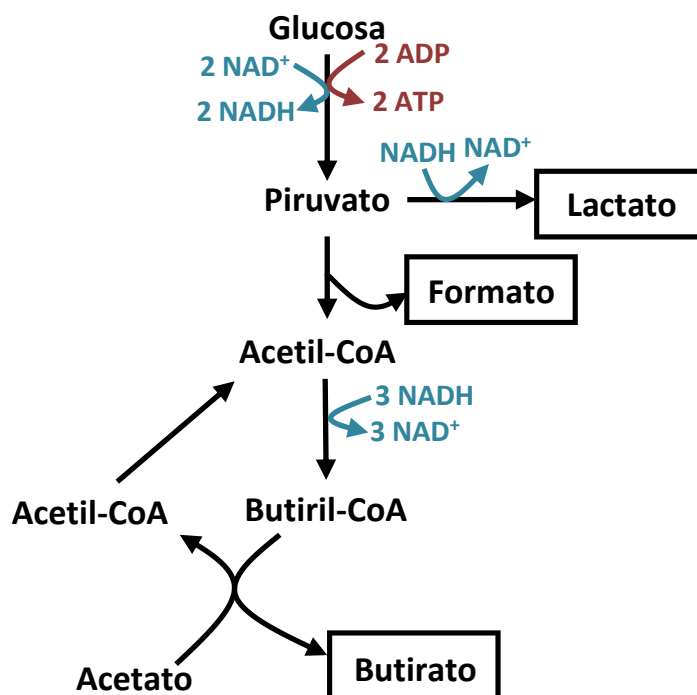 Glucosa
2 NAD⁺ 2 ADP
2 NADH 2 ATP
NADH NAD⁺
Piruvato Lactato
Formato
Acetil-CoA
3 NADH
3 NAD⁺
Acetil-CoA Butiril-CoA
Acetato Butirato